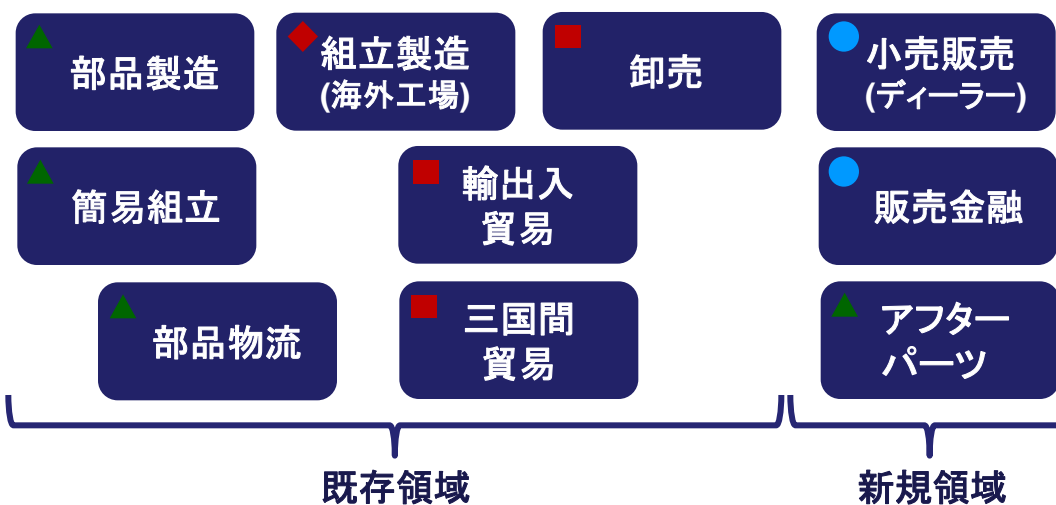 部品製造
組立製造
(海外工場)
卸売
小売販売
(ディーラー)
簡易組立
輸出入
貿易
販売金融
部品物流
三国間
貿易
アフター
パーツ
既存領域
新規領域